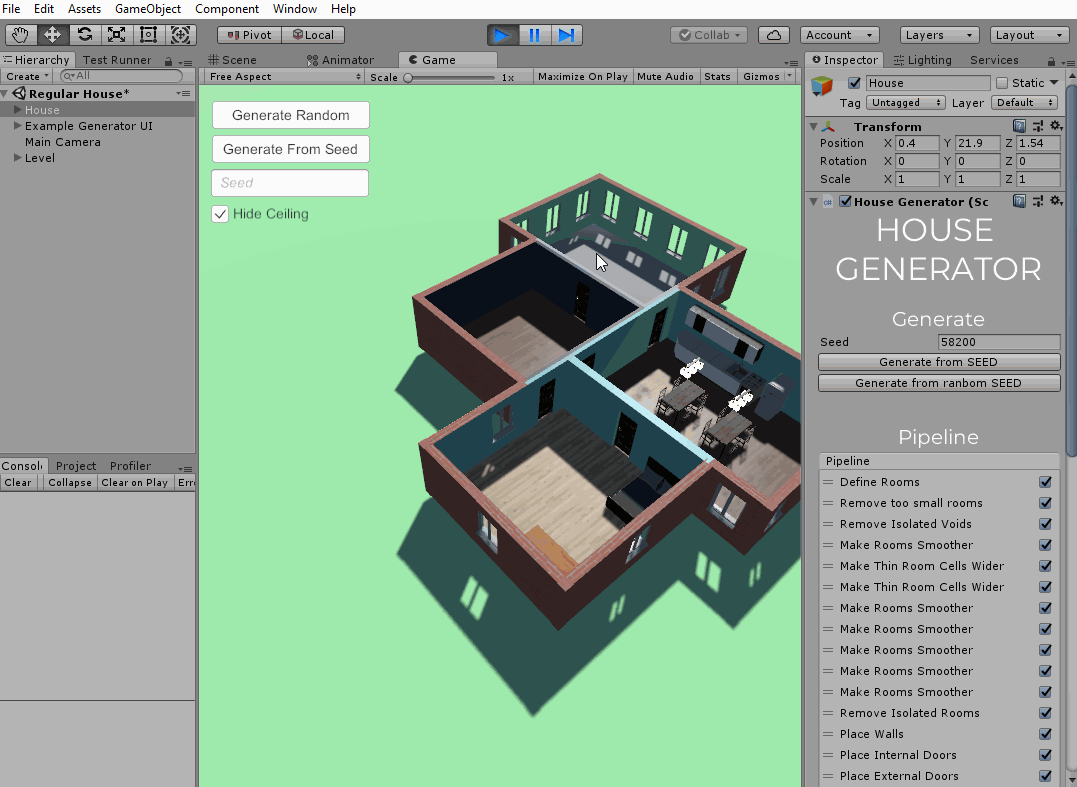 File Edit Assets GameObject Component Window Help
Pivot Local Collab Account Layers Layout
Hierarchy Test Runner Scene Animator Game Inspector Lighting Services
Create All Free Aspect Scale 1x Maximize On Play Mute Audio Stats Gizmos House Static
Regular House* Tag Untagged Layer Default
House
Example Generator UI
Main Camera
Level
Generate Random
Generate From Seed
Seed
Hide Ceiling
Transform
Position X 0.4 Y 21.9 Z 1.54
Rotation X 0 Y 0 Z 0
Scale X 1 Y 1 Z 1
House Generator (Sc
HOUSE
GENERATOR
Generate
Seed 58200
Generate from SEED
Generate from ranbom SEED
Pipeline
Pipeline
Define Rooms
Remove too small rooms
Remove Isolated Voids
Make Rooms Smoother
Make Thin Room Cells Wider
Make Thin Room Cells Wider
Make Rooms Smoother
Make Rooms Smoother
Make Rooms Smoother
Make Rooms Smoother
Make Rooms Smoother
Remove Isolated Rooms
Place Walls
Place Internal Doors
Place External Doors
Consol Project Profiler
Clear Collapse Clear on Play Err